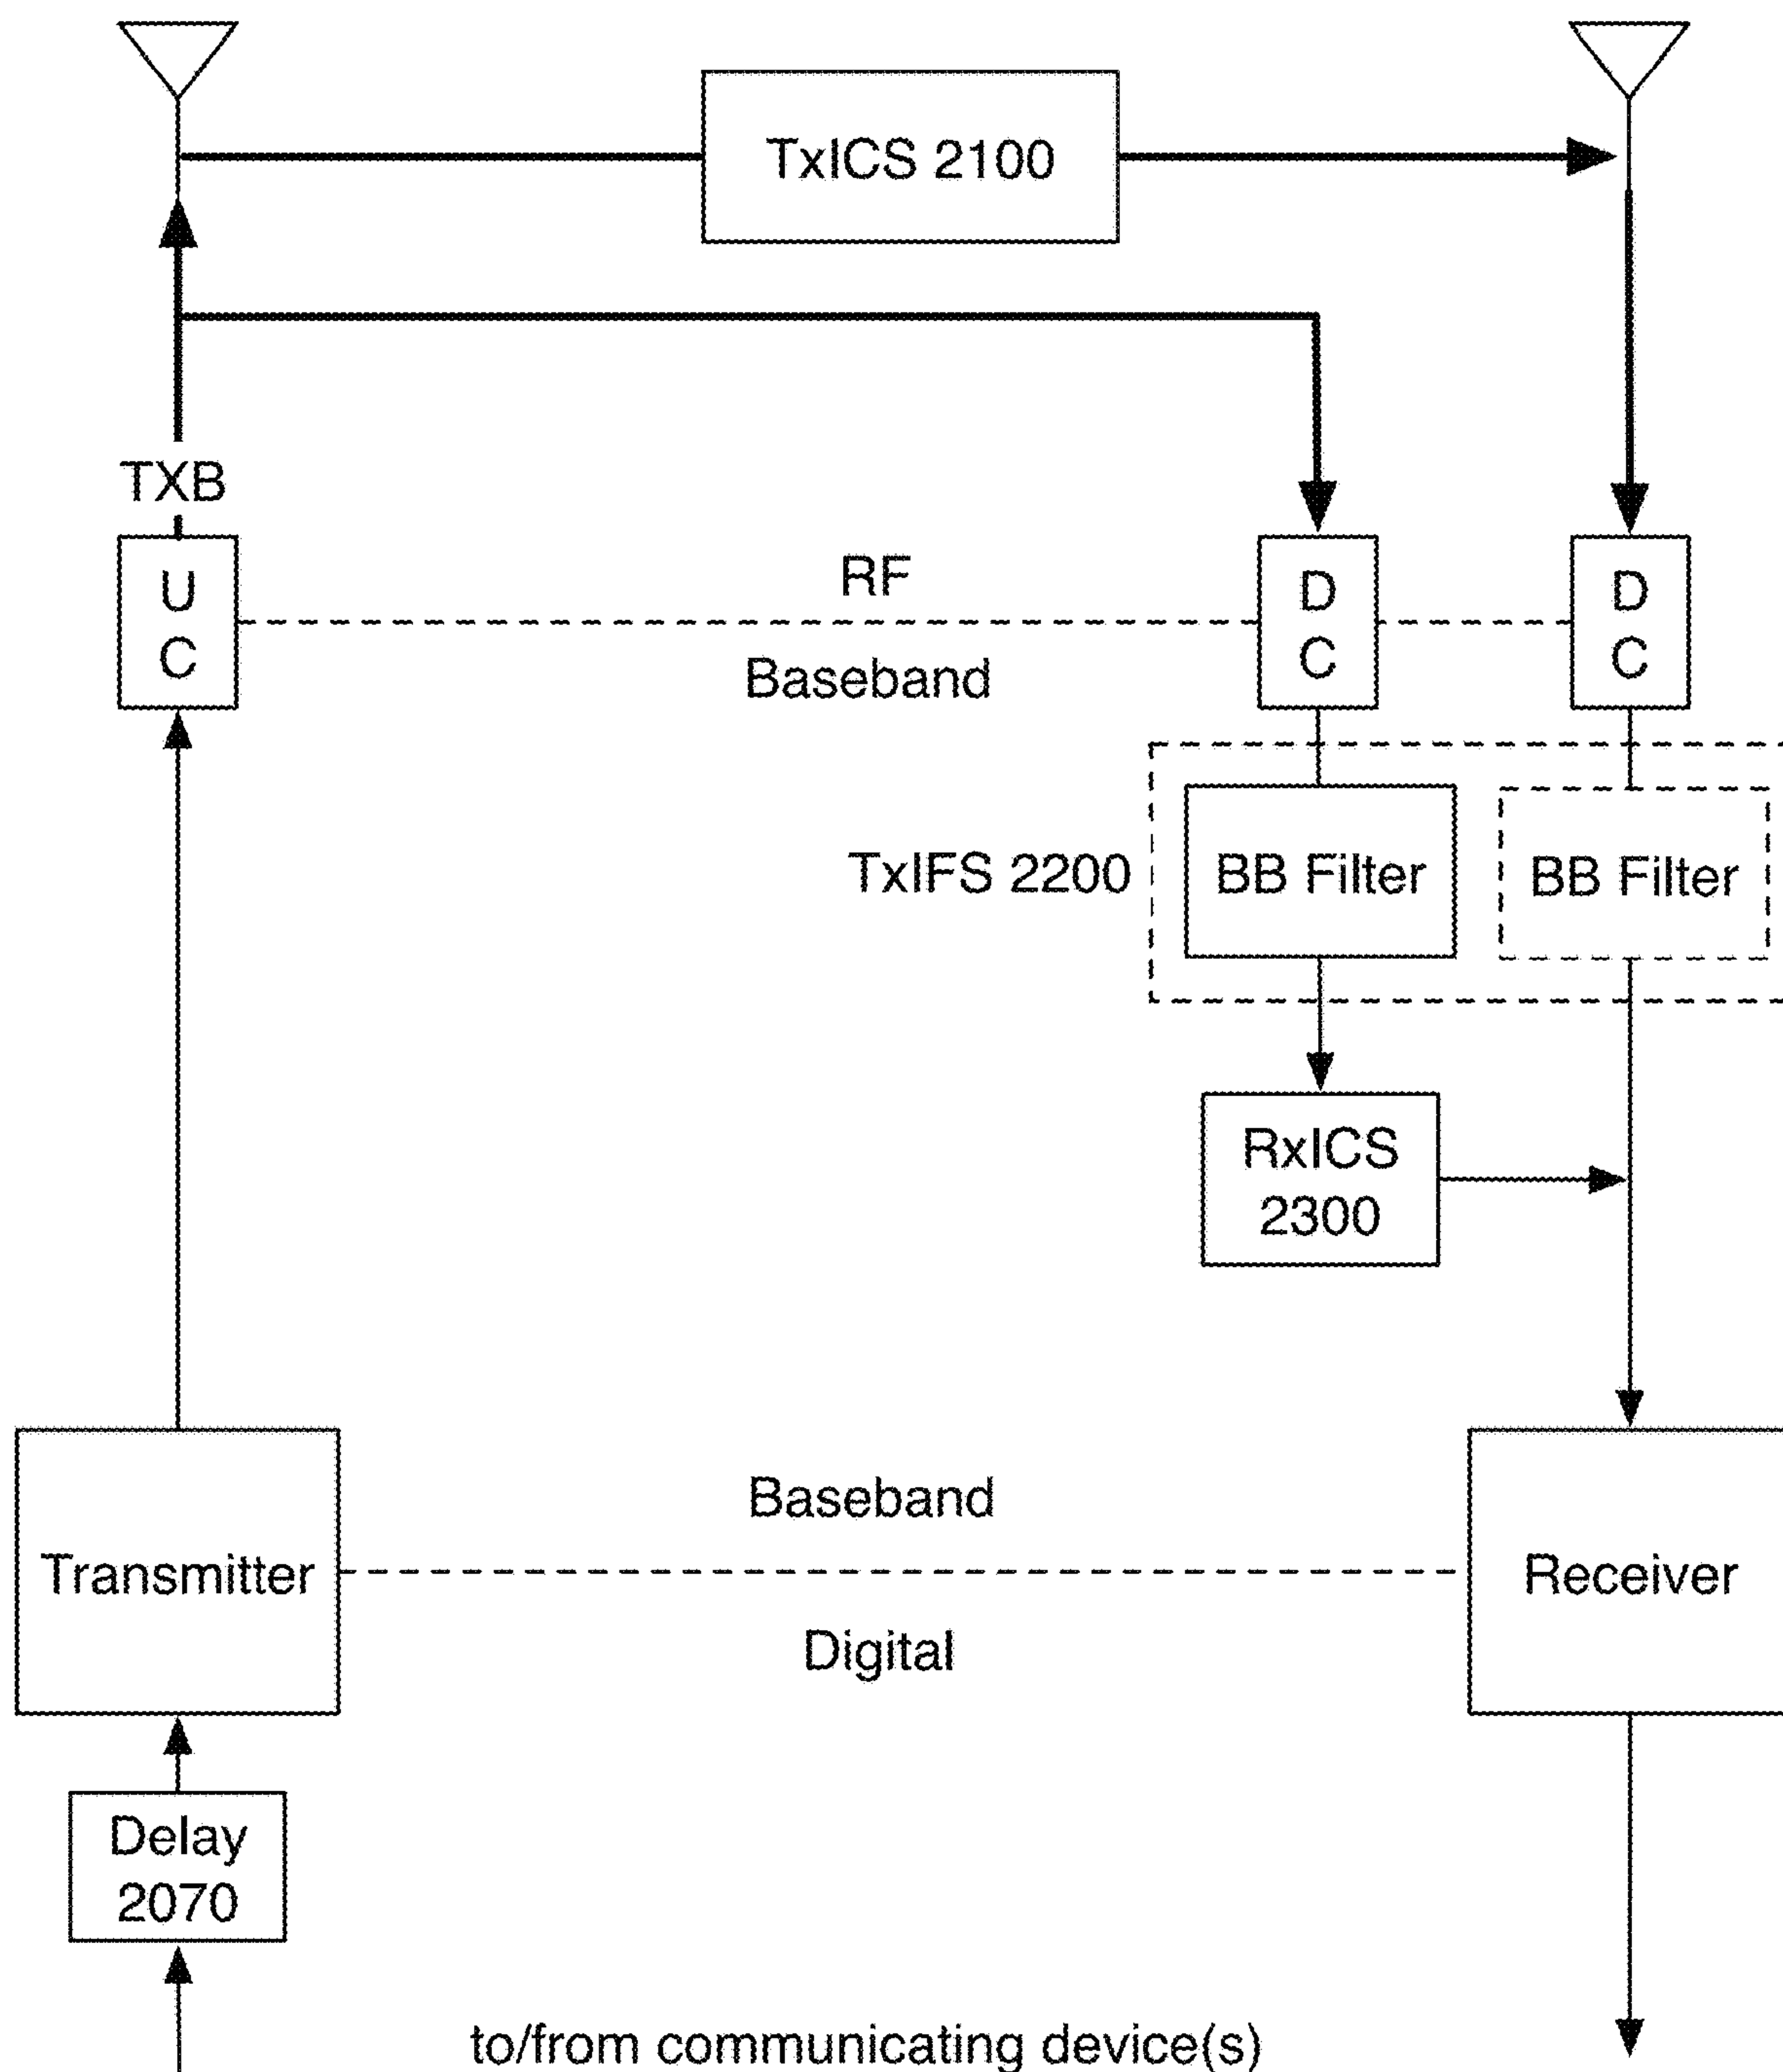 TxICS 2100
TXB
U
C
RF
Baseband
D
C
D
C
TxIFS 2200
BB Filter
BB Filter
RxICS
2300
Transmitter
Baseband
Digital
Receiver
Delay
2070
to/from communicating device(s)